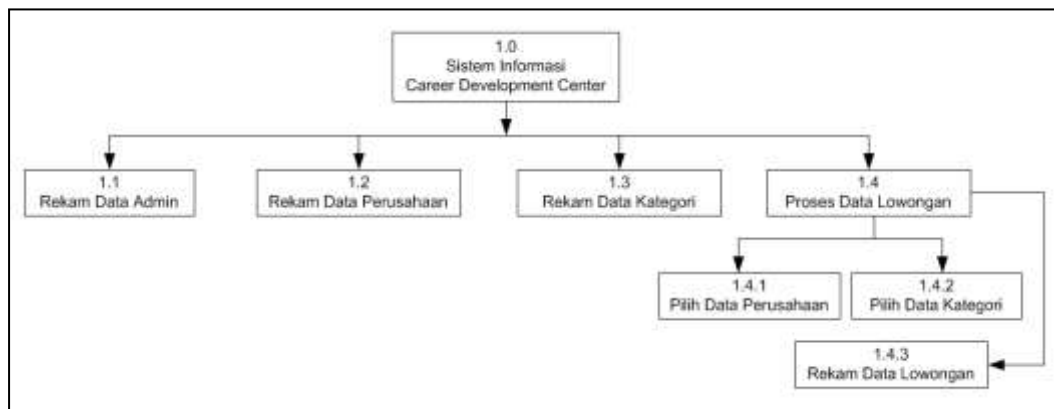 1.0
Sistem Informasi
Career Development Center
1.1
Rekam Data Admin
1.2
Rekam Data Perusahaan
1.3
Rekam Data Kategori
1.4
Proses Data Lowongan
1.4.1
Pilih Data Perusahaan
1.4.2
Pilih Data Kategori
1.4.3
Rekam Data Lowongan